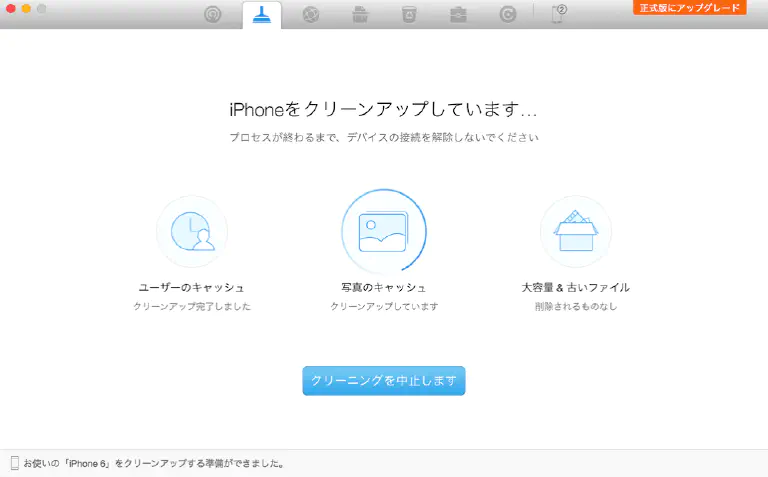 正式版にアップグレード
②
iPhoneをクリーンアップしています...
プロセスが終わるまで、デバイスの接続を解除しないでください
ユーザーのキャッシュ
クリーンアップ完了しました
写真のキャッシュ
クリーンアップしています
大容量 & 古いファイル
削除されるものなし
クリーニングを中止します
お使いの「iPhone 6」をクリーンアップする準備ができました。